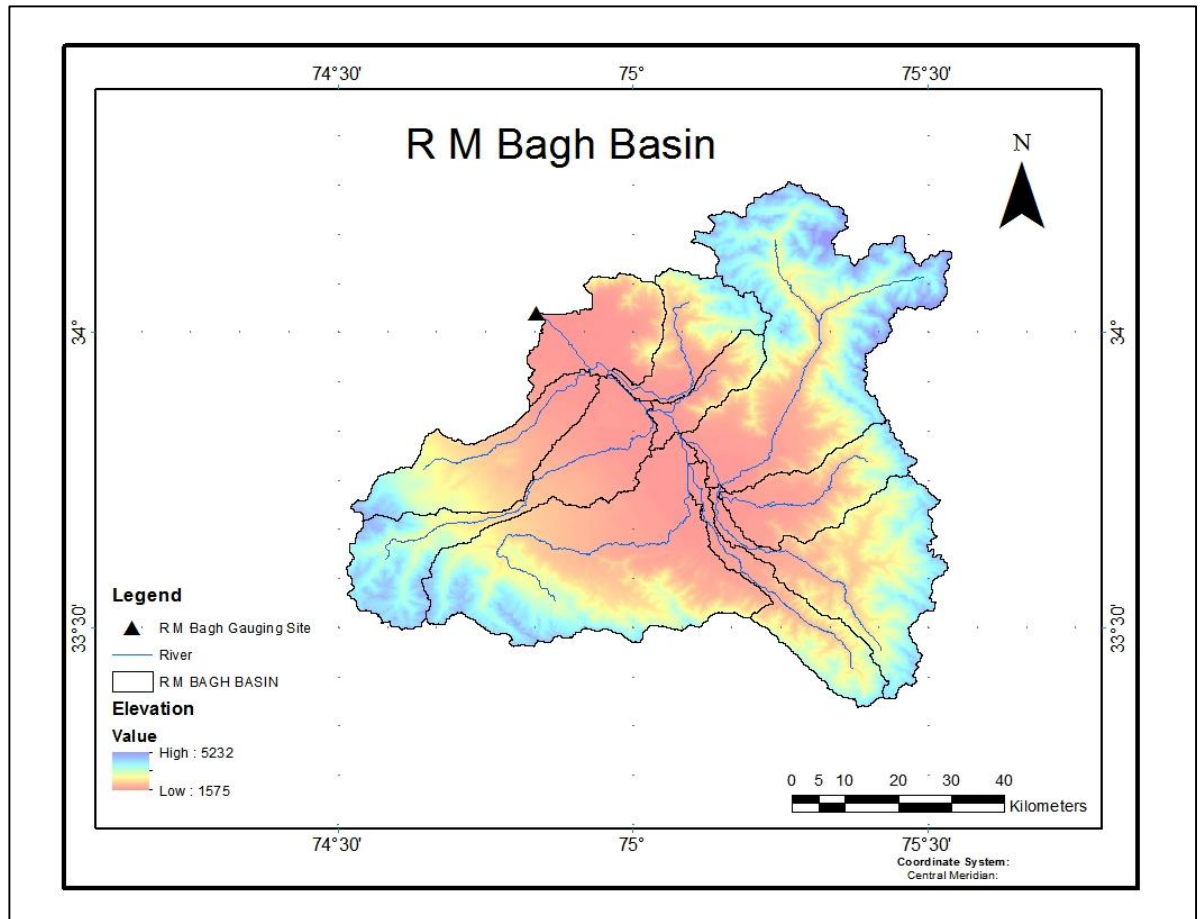 74°30' 75° 75°30'
R M Bagh Basin
N
34° 34°
33°30' 33°30'
Legend
R M Bagh Gauging Site
River
R M BAGH BASIN
Elevation
Value
High : 5232
Low : 1575
0 5 10 20 30 40
Kilometers
74°30' 75° 75°30'
Coordinate System:
Central Meridian: